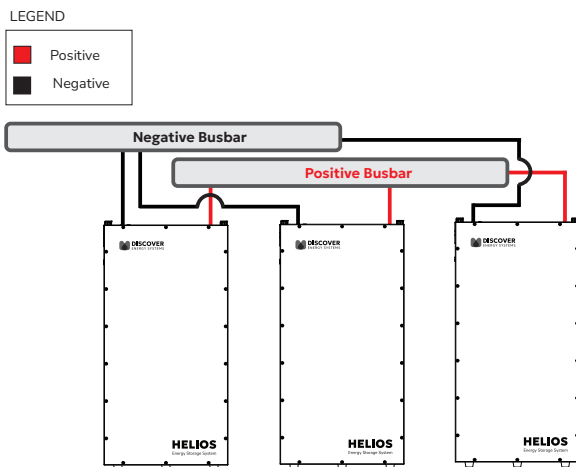 LEGEND
Positive
Negative
Negative Busbar
Positive Busbar
DISCOVER
ENERGY SYSTEMS
DISCOVER
ENERGY SYSTEMS
DISCOVER
ENERGY SYSTEMS
HELIOS
Energy Storage System
HELIOS
Energy Storage System
HELIOS
Energy Storage System